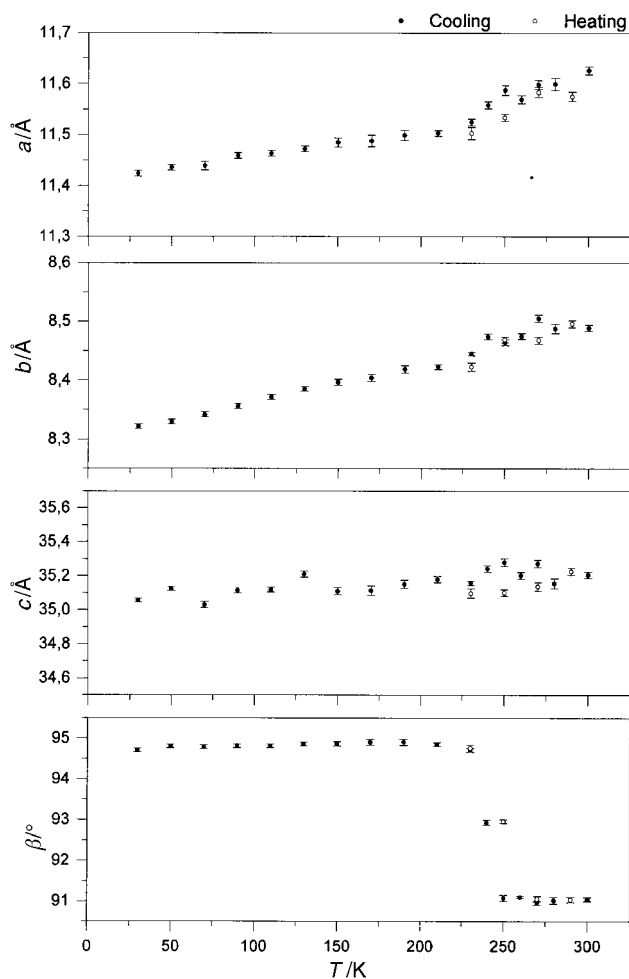 Cooling Heating
a/Å
11,7
11,6
11,5
11,4
11,3
b/Å
8,6
8,5
8,4
8,3
c/Å
35,6
35,4
35,2
35,0
34,8
34,6
β/°
95
94
93
92
91
0 50 100 150 200 250 300
T/K